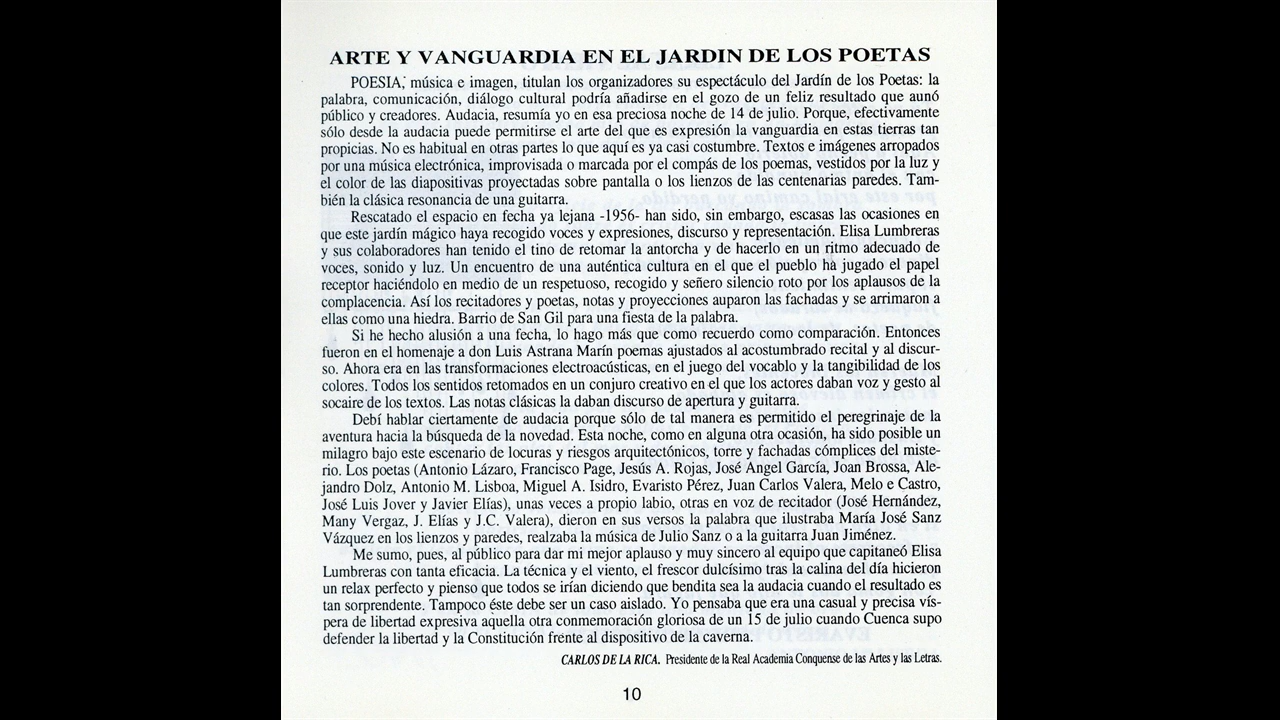 ARTE Y VANGUARDIA EN EL JARDIN DE LOS POETAS
POESIA, música e imagen, titulan los organizadores su espectáculo del Jardín de los Poetas: la
palabra, comunicación, diálogo cultural podría añadirse en el gozo de un feliz resultado que aunó
público y creadores. Audacia, resumía yo en esa preciosa noche de 14 de julio. Porque, efectivamente
sólo desde la audacia puede permitirse el arte del que es expresión la vanguardia en estas tierras tan
propicias. No es habitual en otras partes lo que aquí es ya casi costumbre. Textos e imágenes arropados
por una música electrónica, improvisada o marcada por el compás de los poemas, vestidos por la luz y
el color de las diapositivas proyectadas sobre pantalla o los lienzos de las centenarias paredes. Tam-
bién la clásica resonancia de una guitarra.
Rescatado el espacio en fecha ya lejana -1956- han sido, sin embargo, escasas las ocasiones en
que este jardín mágico haya recogido voces y expresiones, discurso y representación. Elisa Lumbreras
y sus colaboradores han tenido el tino de retomar la antorcha y de hacerlo en un ritmo adecuado de
voces, sonido y luz. Un encuentro de una auténtica cultura en el que el pueblo ha jugado el papel
receptor haciéndolo en medio de un respetuoso, recogido y señero silencio roto por los aplausos de la
complacencia. Así los recitadores y poetas, notas y proyecciones auparon las fachadas y se arrimaron a
ellas como una hiedra. Barrio de San Gil para una fiesta de la palabra.
Si he hecho alusión a una fecha, lo hago más que como recuerdo como comparación. Entonces
fueron en el homenaje a don Luis Astrana Marín poemas ajustados al acostumbrado recital y al discur-
so. Ahora era en las transformaciones electroacústicas, en el juego del vocablo y la tangibilidad de los
colores. Todos los sentidos retomados en un conjuro creativo en el que los actores daban voz y gesto al
socaire de los textos. Las notas clásicas la daban discurso de apertura y guitarra.
Debí hablar ciertamente de audacia porque sólo de tal manera es permitido el peregrinaje de la
aventura hacia la búsqueda de la novedad. Esta noche, como en alguna otra ocasión, ha sido posible un
milagro bajo este escenario de locuras y riesgos arquitectónicos, torre y fachadas cómplices del miste-
rio. Los poetas (Antonio Lázaro, Francisco Page, Jesús A. Rojas, José Angel García, Joan Brossa, Ale-
jandro Dolz, Antonio M. Lisboa, Miguel A. Isidro, Evaristo Pérez, Juan Carlos Valera, Melo e Castro,
José Luis Jover y Javier Elías), unas veces a propio labio, otras en voz de recitador (José Hernández,
Many Vergaz, J. Elías y J.C. Valera), dieron en sus versos la palabra que ilustraba María José Sanz
Vázquez en los lienzos y paredes, realzaba la música de Julio Sanz o a la guitarra Juan Jiménez.
Me sumo, pues, al público para dar mi mejor aplauso y muy sincero al equipo que capitaneó Elisa
Lumbreras con tanta eficacia. La técnica y el viento, el frescor dulcísimo tras la calina del día hicieron
un relax perfecto y pienso que todos se irían diciendo que bendita sea la audacia cuando el resultado es
tan sorprendente. Tampoco éste debe ser un caso aislado. Yo pensaba que era una casual y precisa vís-
pera de libertad expresiva aquella otra conmemoración gloriosa de un 15 de julio cuando Cuenca supo
defender la libertad y la Constitución frente al dispositivo de la caverna.
CARLOS DE LA RICA. Presidente de la Real Academia Conquense de las Artes y las Letras.
10